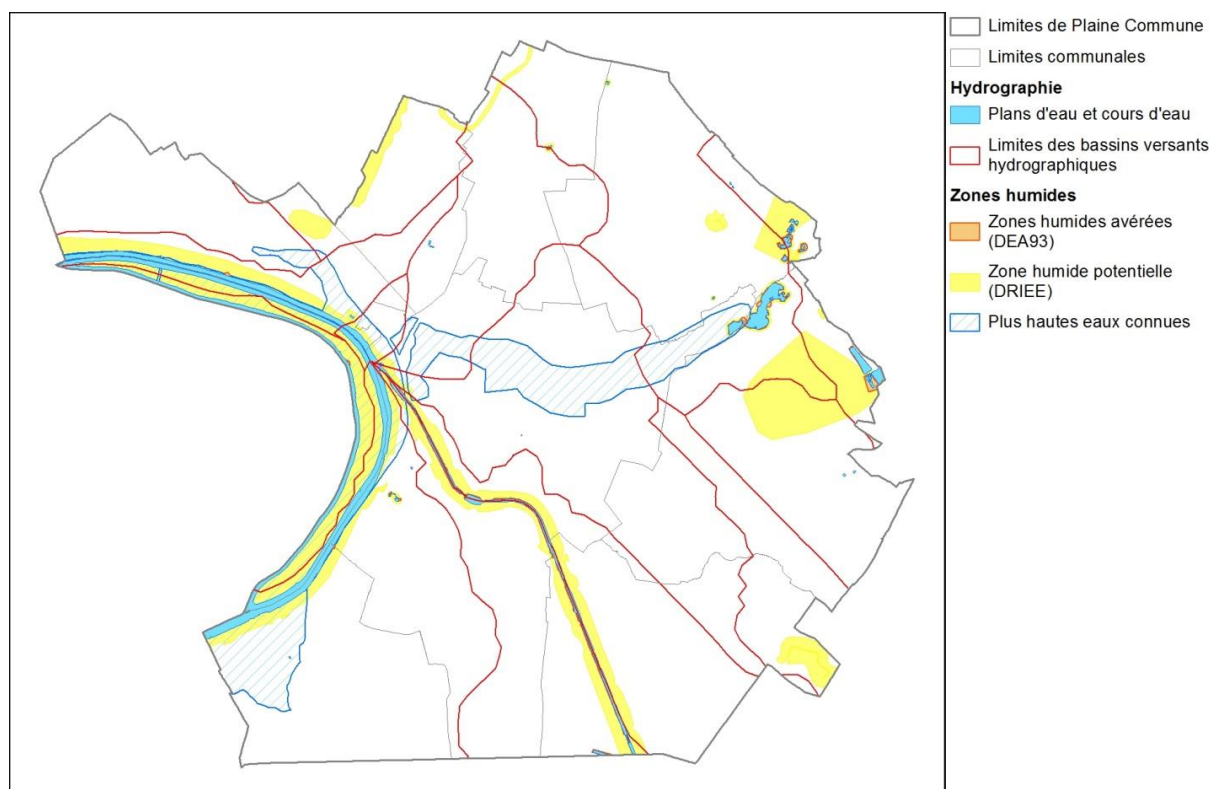 Limites de Plaine Commune
Limites communales
Hydrographie
Plans d'eau et cours d'eau
Limites des bassins versants
hydrographiques
Zones humides
Zones humides avérées
(DEA93)
Zone humide potentielle
(DRIEE)
Plus hautes eaux connues